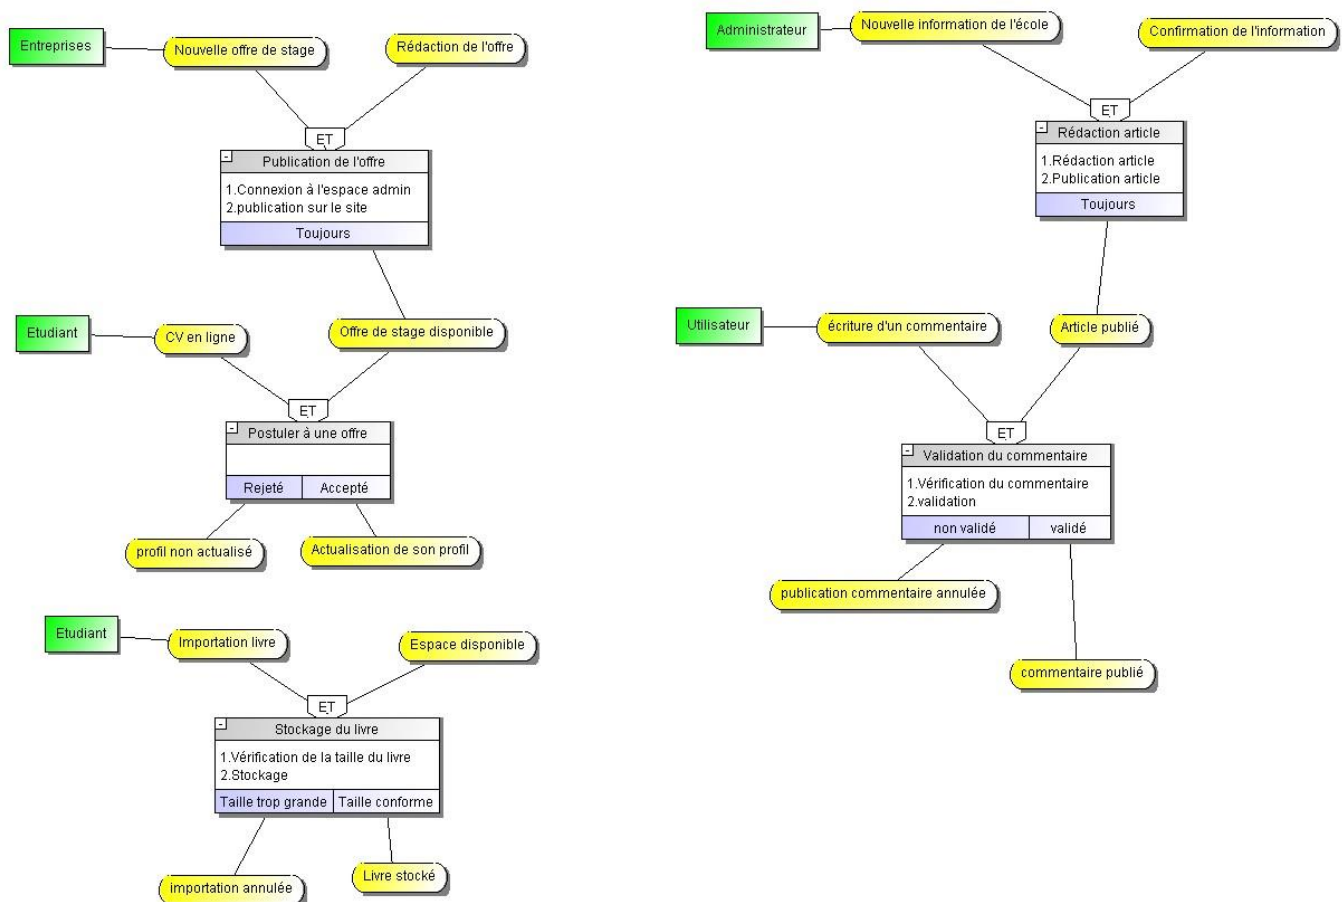 Entreprises
Nouvelle offre de stage
Rédaction de l'offre
ET
-
Publication de l'offre
1.Connexion à l'espace admin
2.publication sur le site
Toujours
Etudiant
CV en ligne
Offre de stage disponible
ET
-
Postuler à une offre
Rejeté
Accepté
profil non actualisé
Actualisation de son profil
Etudiant
Importation livre
Espace disponible
ET
-
Stockage du livre
1.Vérification de la taille du livre
2.Stockage
Taille trop grande
Taille conforme
importation annulée
Livre stocké
Administrateur
Nouvelle information de l'école
Confirmation de l'information
ET
-
Rédaction article
1.Rédaction article
2.Publication article
Toujours
Utilisateur
écriture d'un commentaire
Article publié
ET
-
Validation du commentaire
1.Vérification du commentaire
2.validation
non validé
validé
publication commentaire annulée
commentaire publié